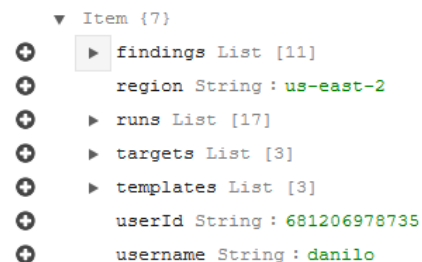 ▼ Item {7}
▶ findings List [11]
region String : us-east-2
▶ runs List [17]
▶ targets List [3]
▶ templates List [3]
userId String : 681206978735
username String : danilo